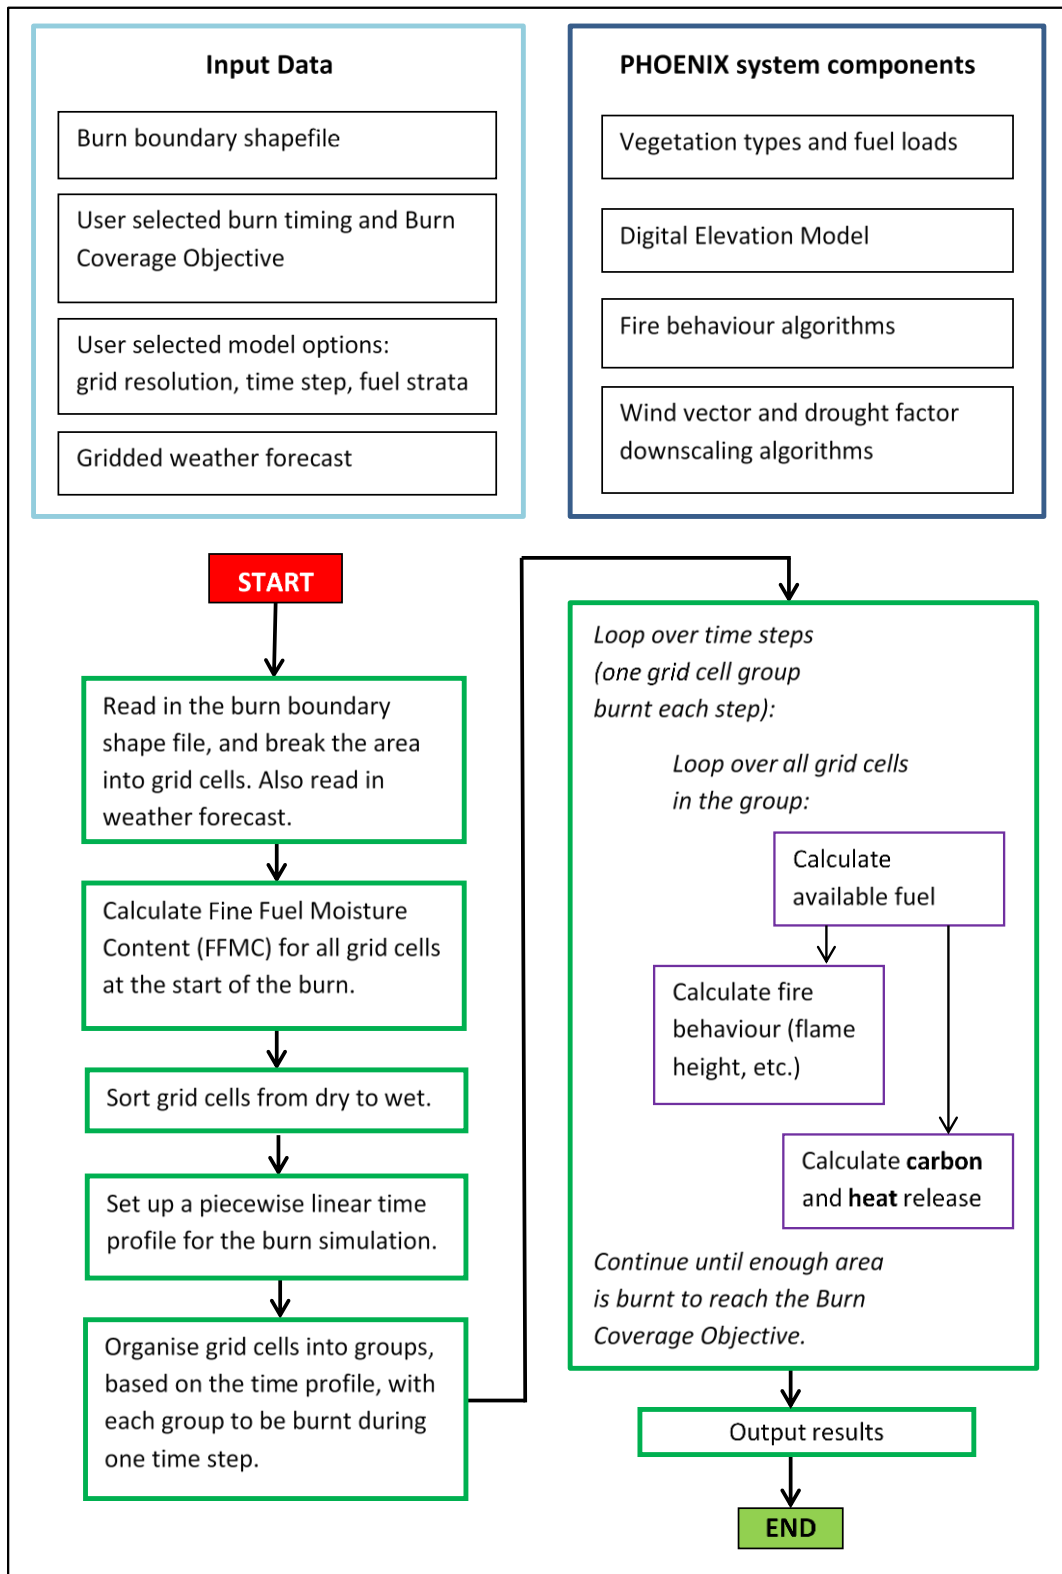 Input Data
Burn boundary shapefile
User selected burn timing and Burn
Coverage Objective
User selected model options:
grid resolution, time step, fuel strata
Gridded weather forecast
PHOENIX system components
Vegetation types and fuel loads
Digital Elevation Model
Fire behaviour algorithms
Wind vector and drought factor
downscaling algorithms
START
Read in the burn boundary
shape file, and break the area
into grid cells. Also read in
weather forecast.
Calculate Fine Fuel Moisture
Content (FFMC) for all grid cells
at the start of the burn.
Sort grid cells from dry to wet.
Set up a piecewise linear time
profile for the burn simulation.
Organise grid cells into groups,
based on the time profile, with
each group to be burnt during
one time step.
Loop over time steps
(one grid cell group
burnt each step):
Loop over all grid cells
in the group:
Calculate
available fuel
Calculate fire
behaviour (flame
height, etc.)
Calculate carbon
and heat release
Continue until enough area
is burnt to reach the Burn
Coverage Objective.
Output results
END